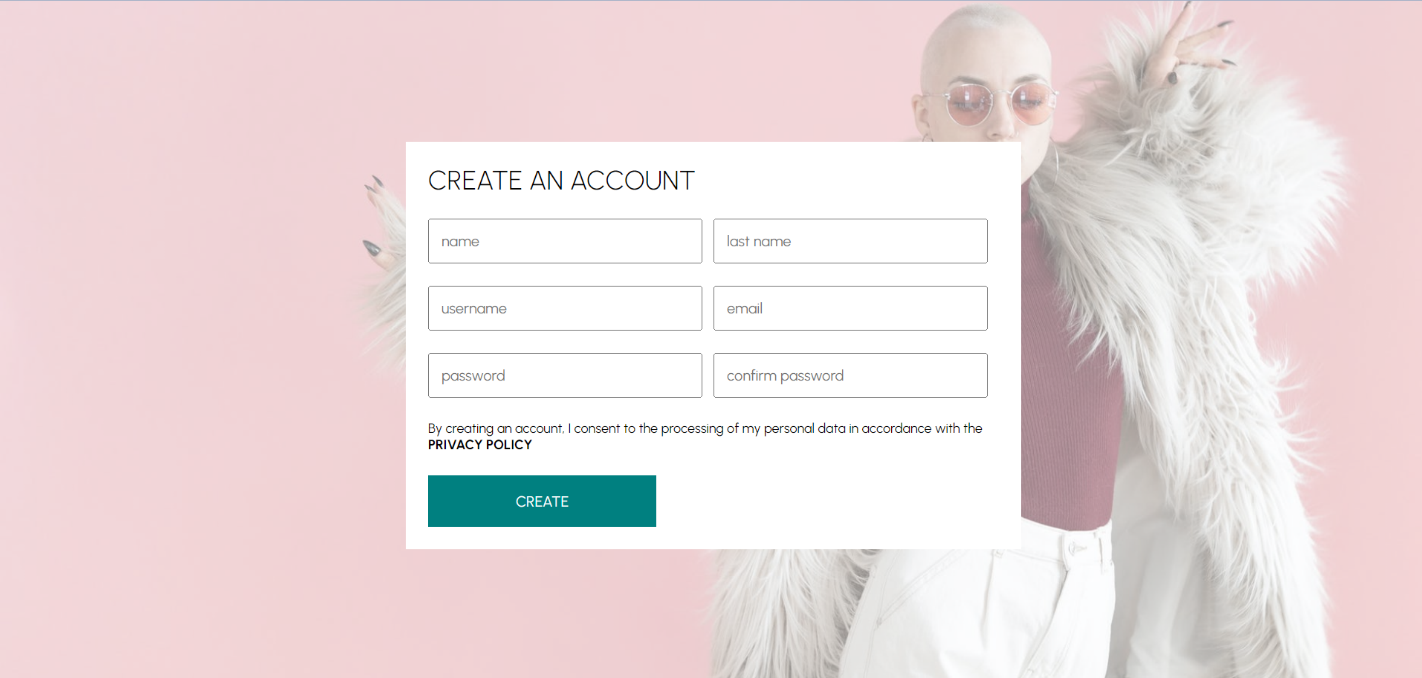 CREATE AN ACCOUNT
name
last name
username
email
password
confirm password
By creating an account, I consent to the processing of my personal data in accordance with the
PRIVACY POLICY
CREATE